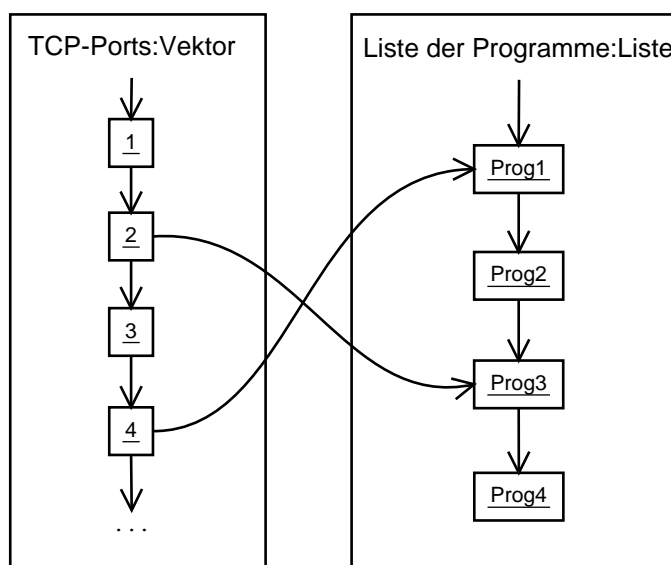 TCP-Ports:Vektor
1
2
3
4
. . .
Liste der Programme:Liste
Prog1
Prog2
Prog3
Prog4